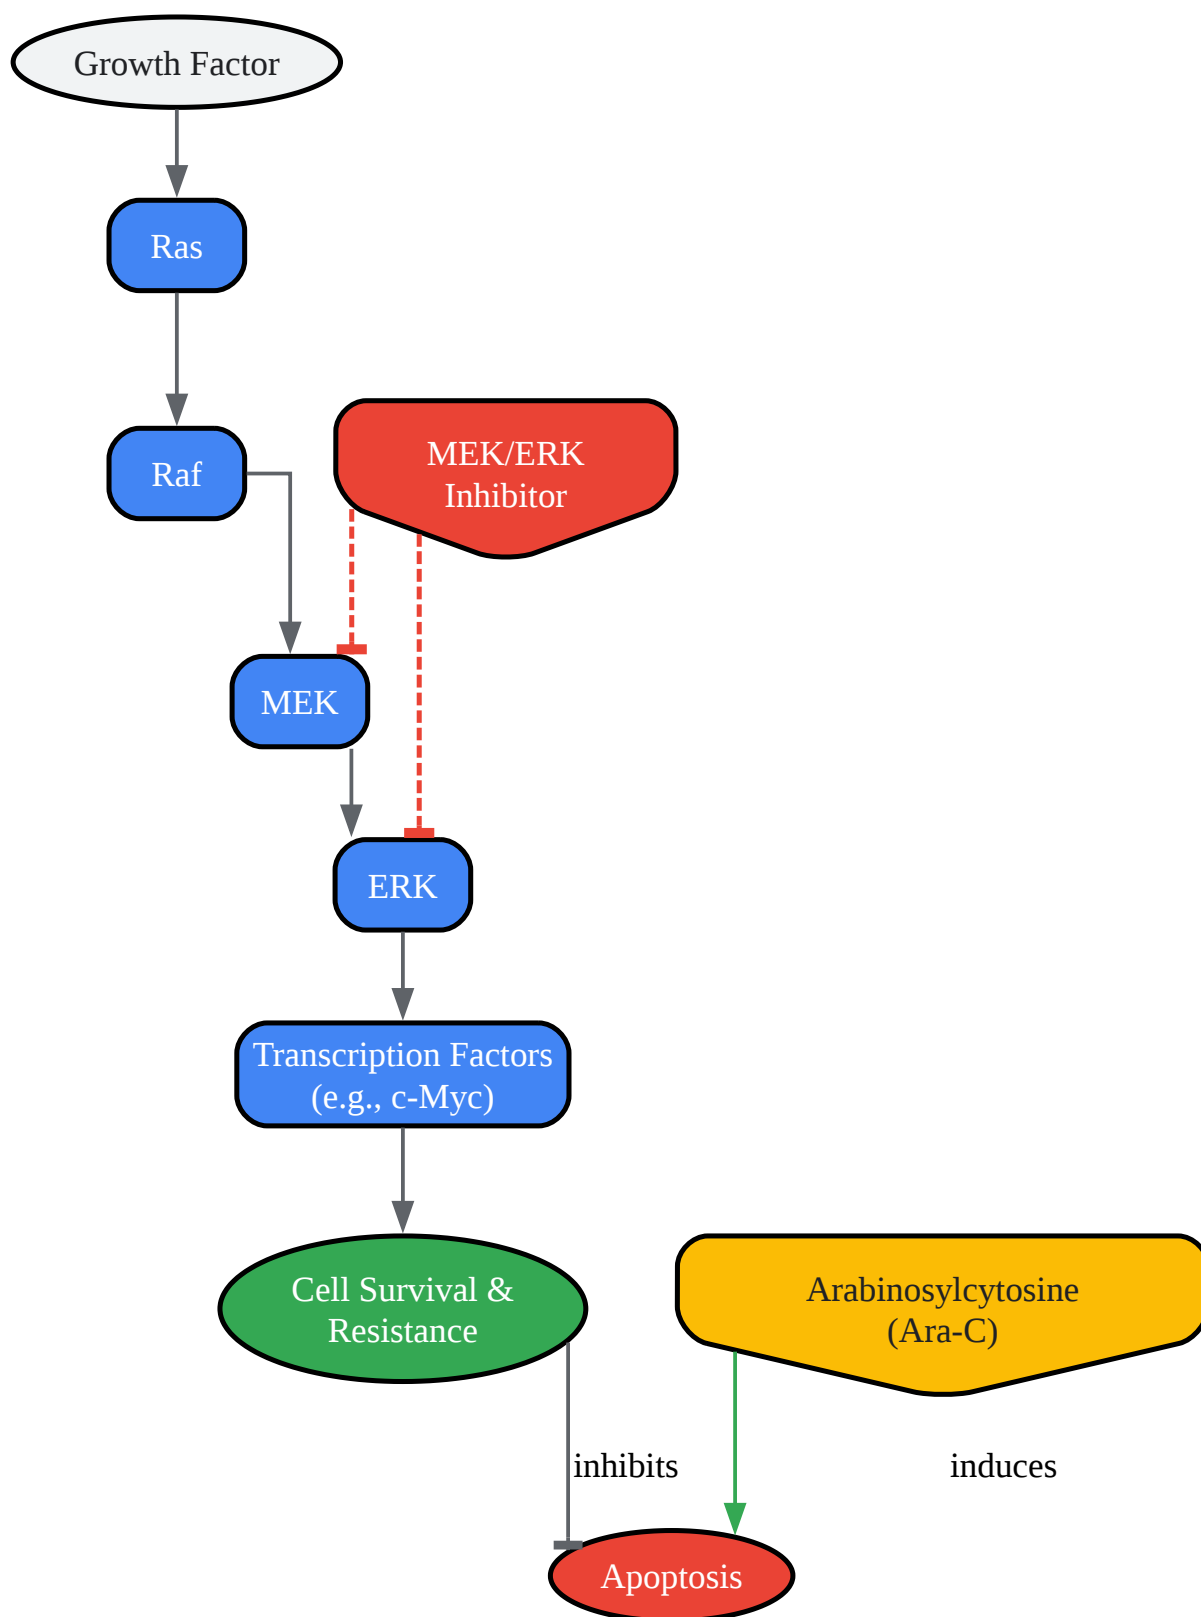 Growth Factor
Ras
Raf
MEK/ERK
Inhibitor
MEK
ERK
Transcription Factors
(e.g., c-Myc)
Cell Survival &
Resistance
Arabinosylcytosine
(Ara-C)
inhibits
induces
Apoptosis